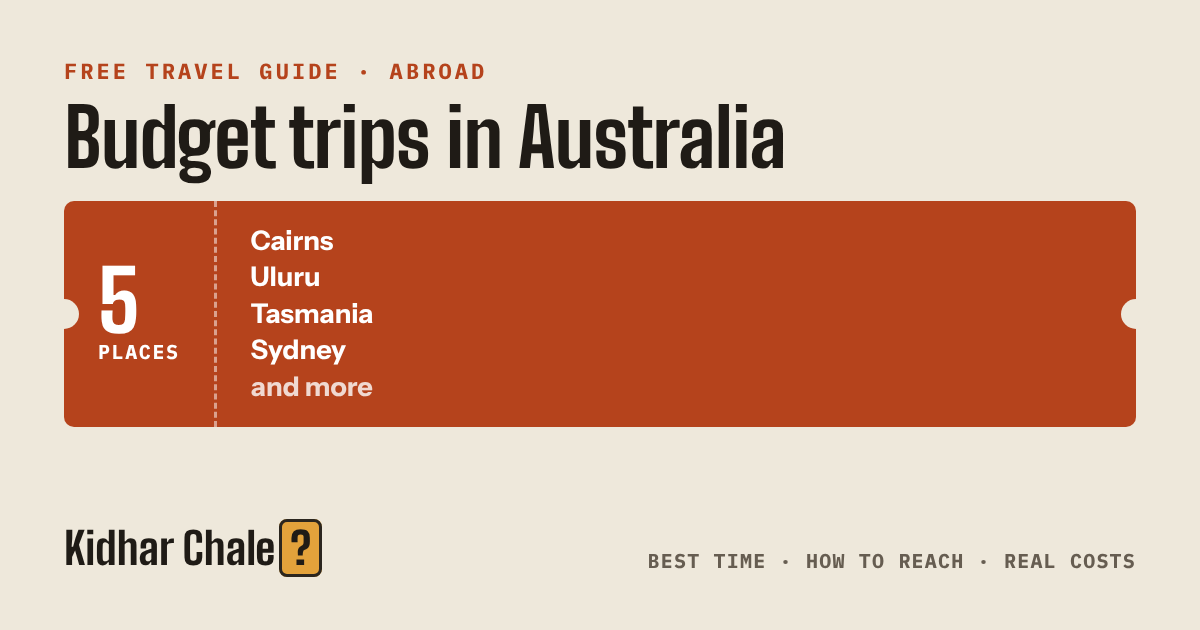 FREE TRAVEL GUIDE · ABROAD
Budget trips in Australia
5
PLACES
Cairns
Uluru
Tasmania
Sydney
and more
Kidhar Chale?
BEST TIME · HOW TO REACH · REAL COSTS